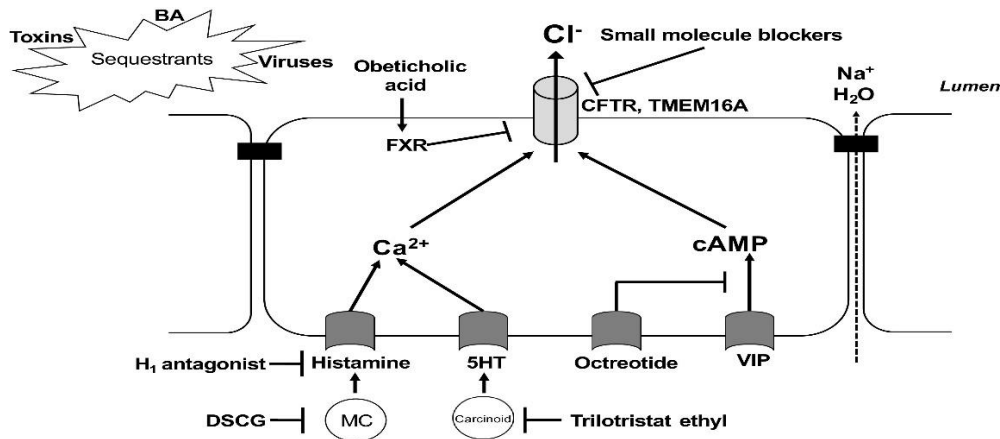 BA
Toxins
Sequestrants
Viruses
Obeticholic
acid
FXR
Cl⁻
Small molecule blockers
CFTR, TMEM16A
Na⁺
H₂O
Lumen
Ca²⁺
cAMP
H₁ antagonist
Histamine
5HT
Octreotide
VIP
DSCG
MC
Carcinoid
Trilotristat ethyl